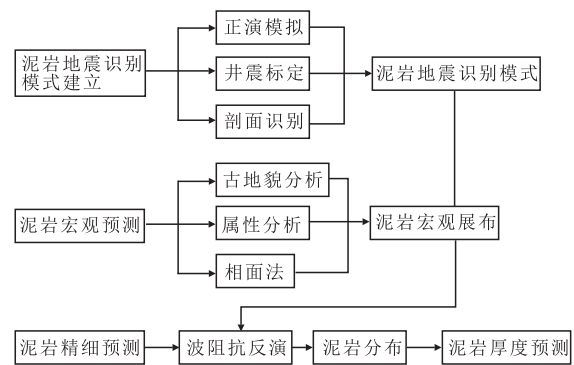 正演模拟
泥岩地震识别
模式建立
井震标定
泥岩地震识别模式
剖面识别
古地貌分析
泥岩宏观预测
属性分析
泥岩宏观展布
相面法
泥岩精细预测
波阻抗反演
泥岩分布
泥岩厚度预测